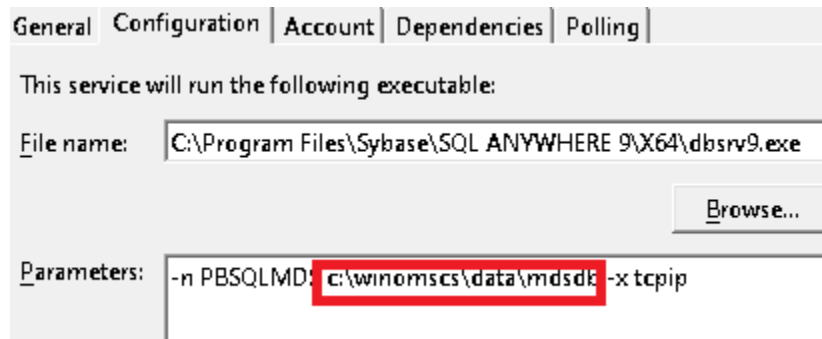 General Configuration Account Dependencies Polling
This service will run the following executable:
File name: C:\Program Files\Sybase\SQL ANYWHERE 9\X64\dbsrv9.exe
Browse...
Parameters: -n PBSQLMDS c:\winomscs\data\mdsdb -x tcpip